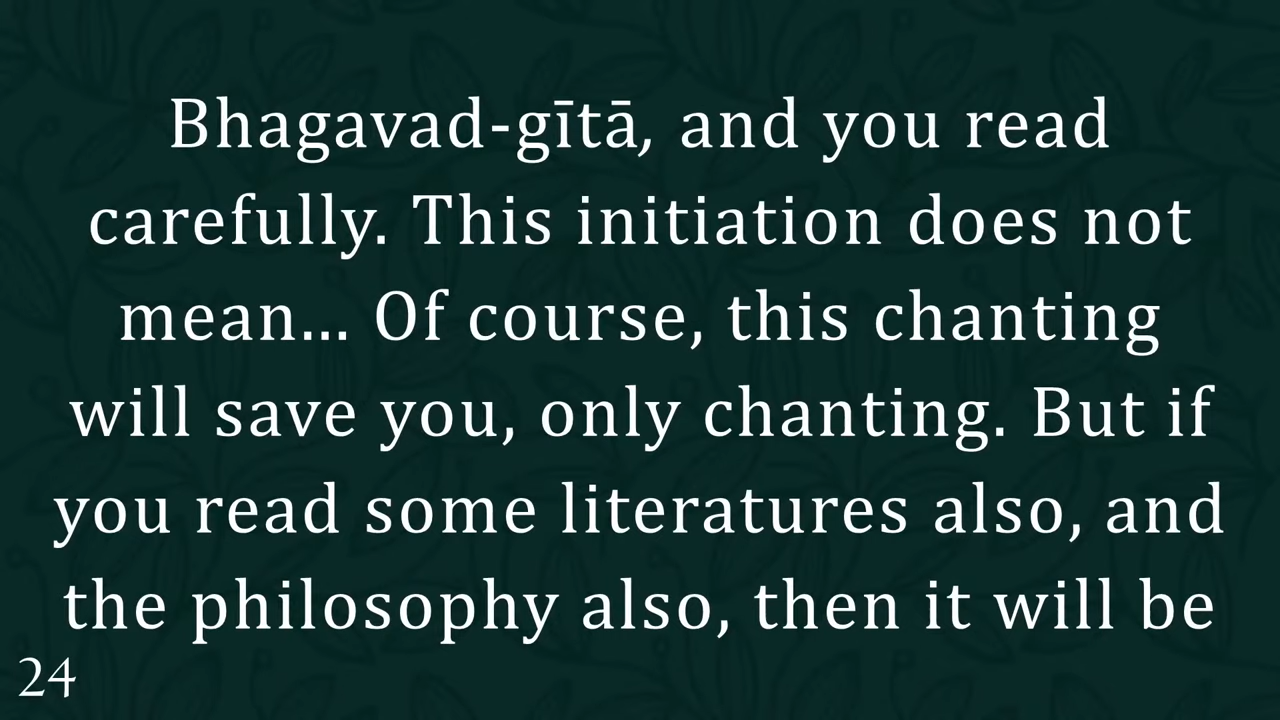 Bhagavad-gītā, and you read
carefully. This initiation does not
mean... Of course, this chanting
will save you, only chanting. But if
you read some literatures also, and
the philosophy also, then it will be
24